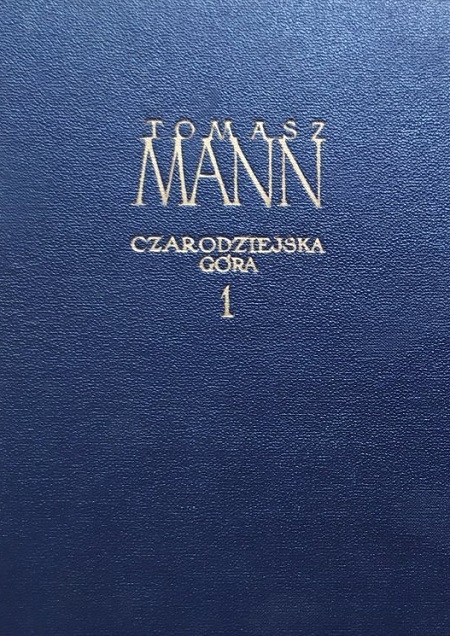 TOMASZ
MANN
CZARODZIEJSKA
GÓRA
1